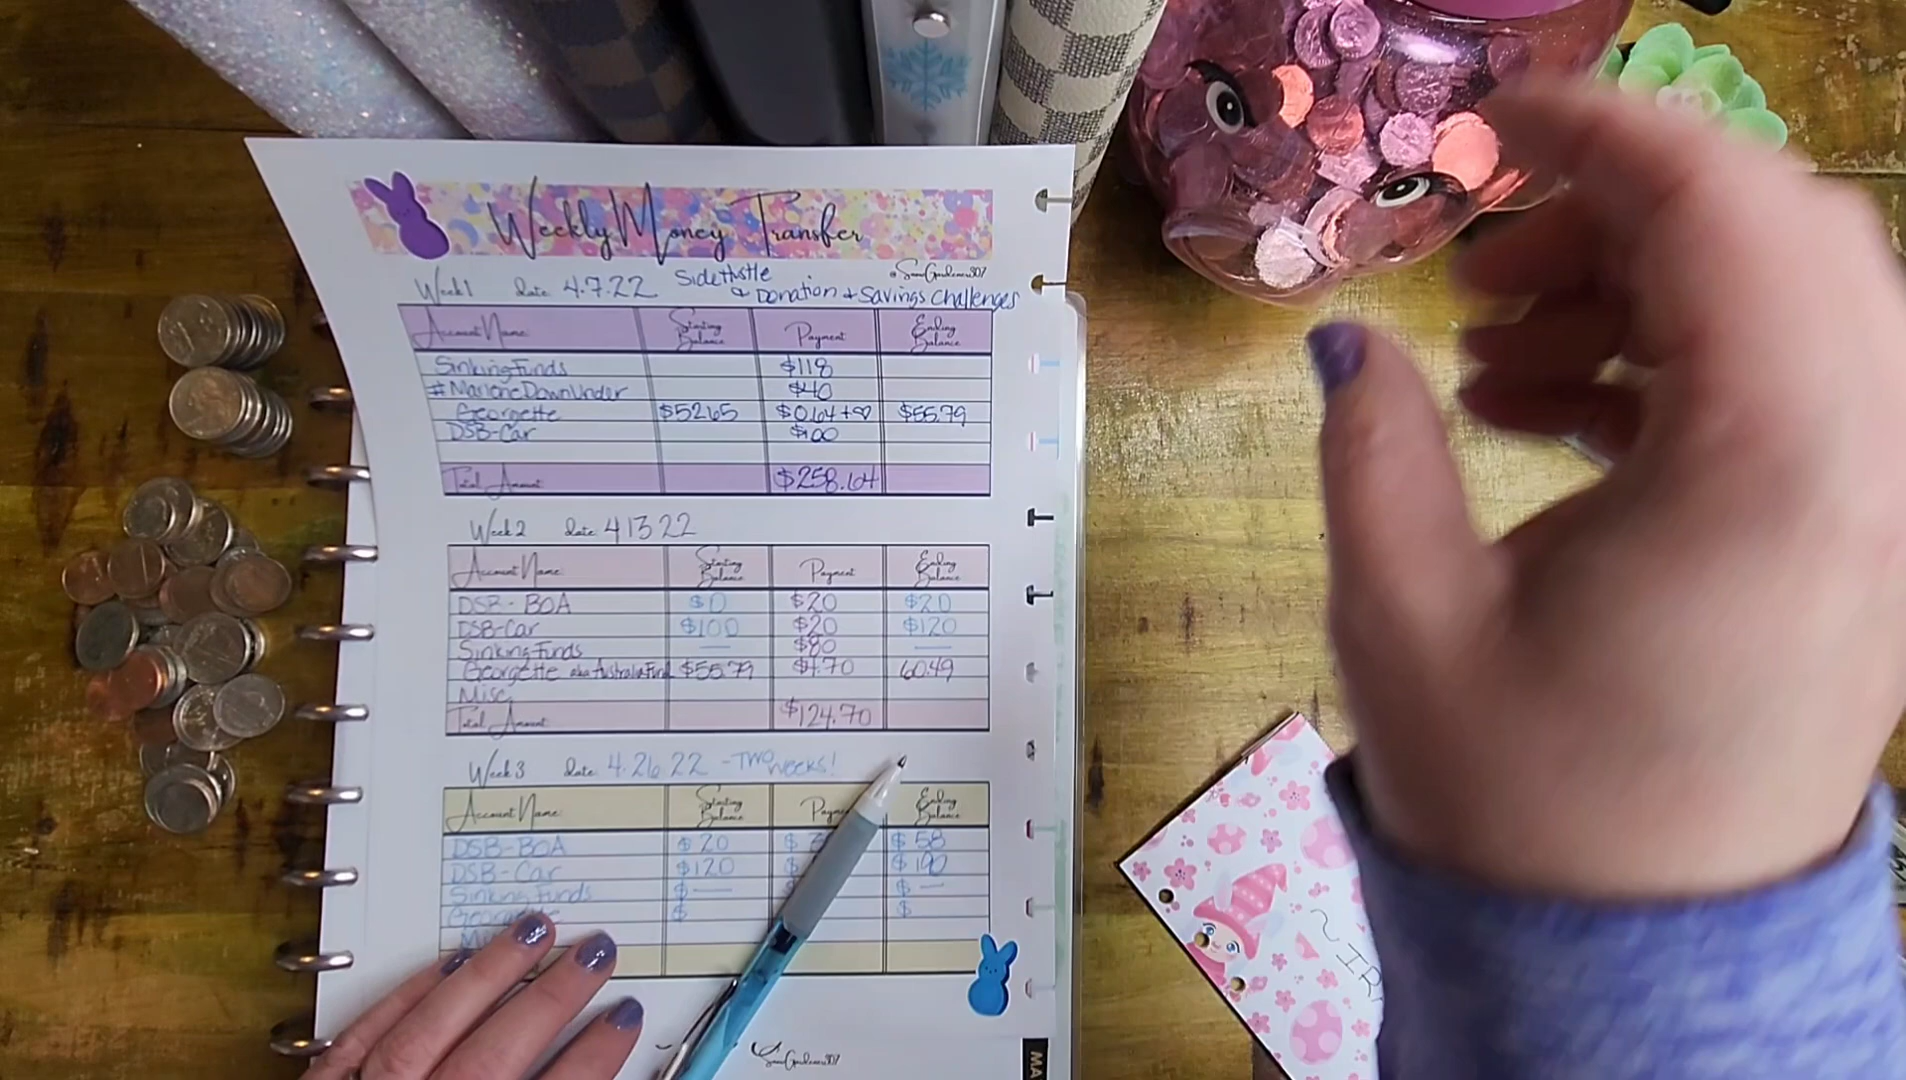 Weekly Money Transfer
Week 1 date: 4.7.22 Side Hustle
& Donation & Savings Challenges
Account Name: Starting Balance Payment Ending Balance
Sinking Funds $118
#MarloneDownUnder $40
Georgette $52.65 $0.64 +♡ $55.79
DSB-Car $100
Total Amount: $258.64
Week 2 date: 4 13 22
Account Name: Starting Balance Payment Ending Balance
DSB - BOA $0 $20 $20
DSB-Car $100 $20 $120
Sinking Funds — $80 —
Georgette aka Australia Fund $55.79 $4.70 60.49
Misc
Total Amount: $124.70
Week 3 date: 4.26.22 - Two Weeks!
Account Name: Starting Balance Ending Balance
DSB-BOA $20 $ $58
DSB-Car $120 $ $190
Sinking Funds $ — $ $ —
Georgette $ $